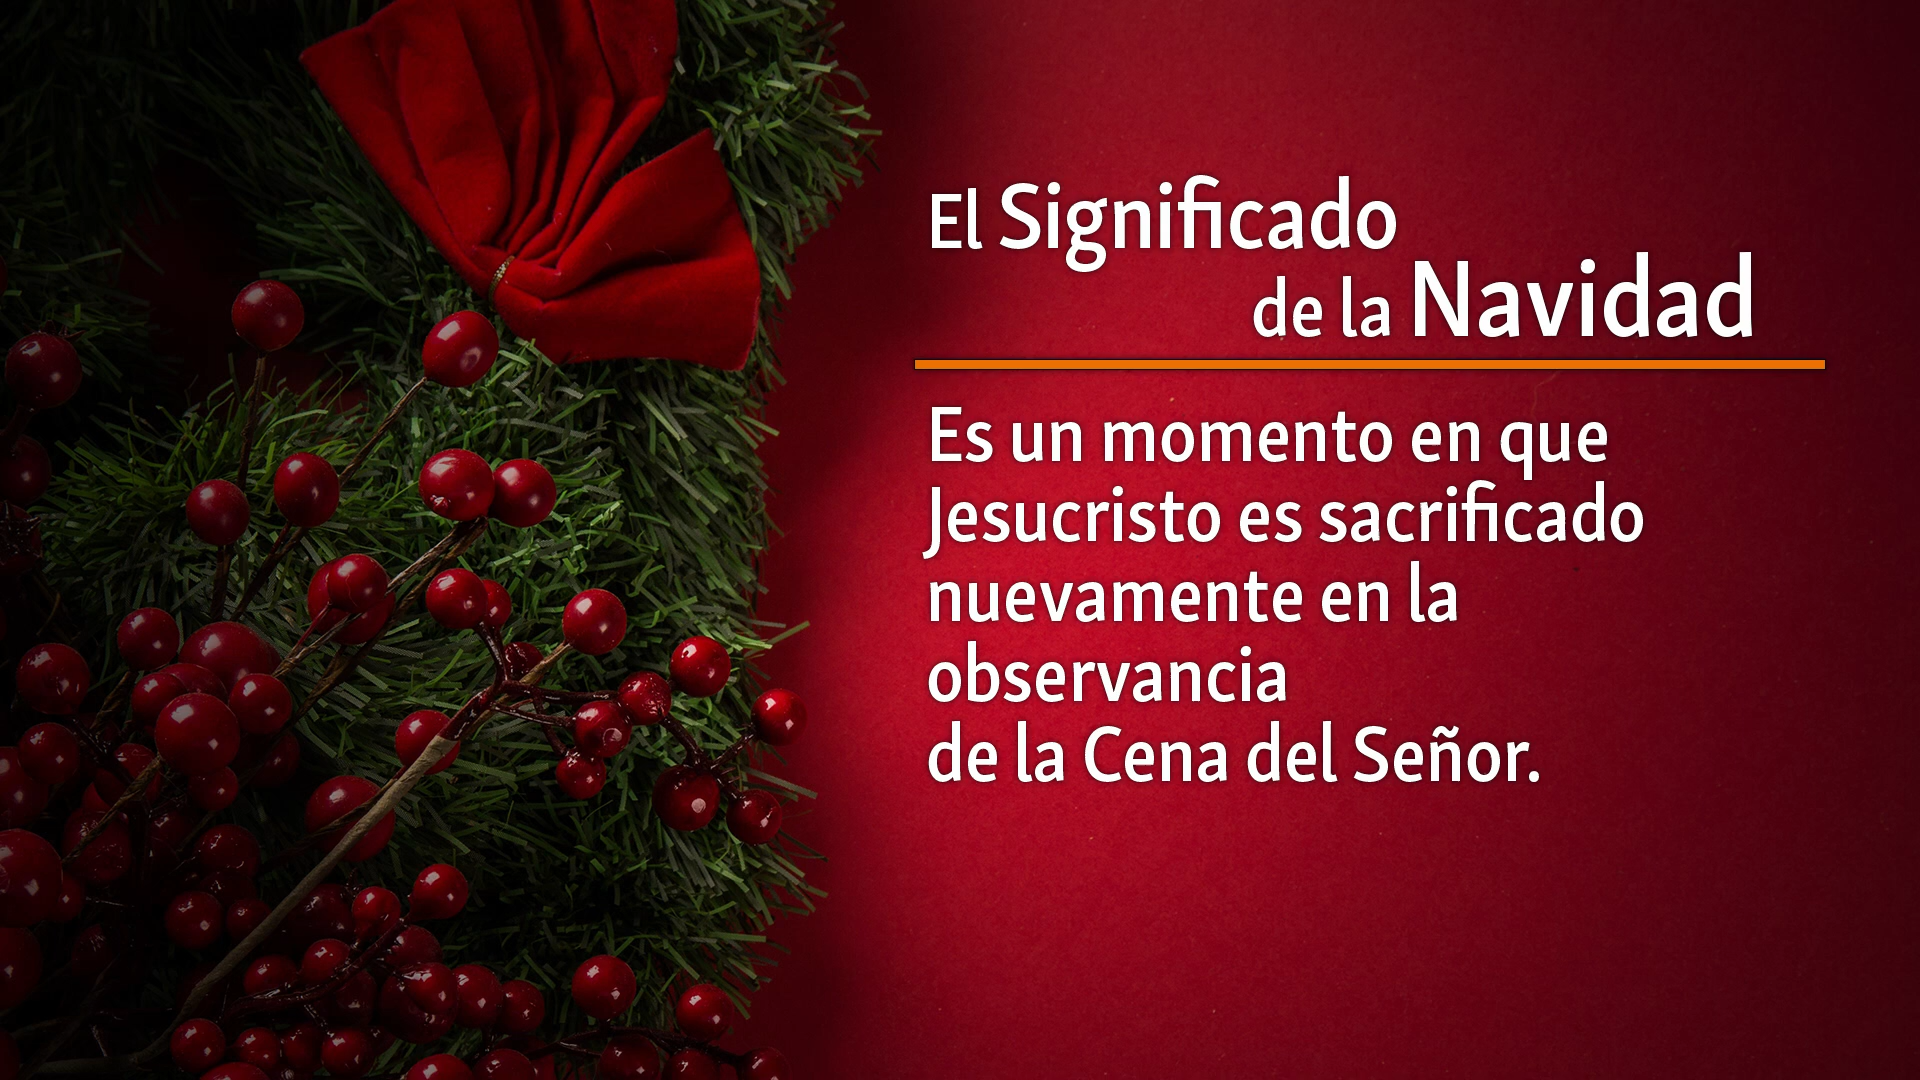 El Significado
de la Navidad
Es un momento en que
Jesucristo es sacrificado
nuevamente en la
observancia
de la Cena del Señor.